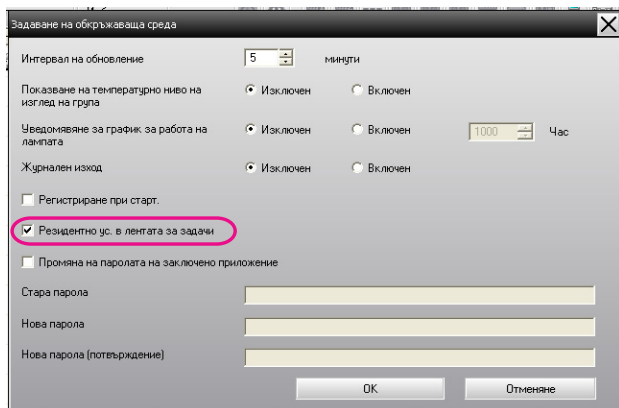 Задаване на обкръжаваща среда
Интервал на обновление 5 минути
Показване на температурно ниво на изглед на група Изключен Включен
Уведомяване за график за работа на лампата Изключен Включен 1000 Час
Журнален изход Изключен Включен
Регистриране при старт.
Резидентно ус. в лентата за задачи
Промяна на паролата на заключено приложение
Стара парола
Нова парола
Нова парола (потвърждение)
OK Отменяне